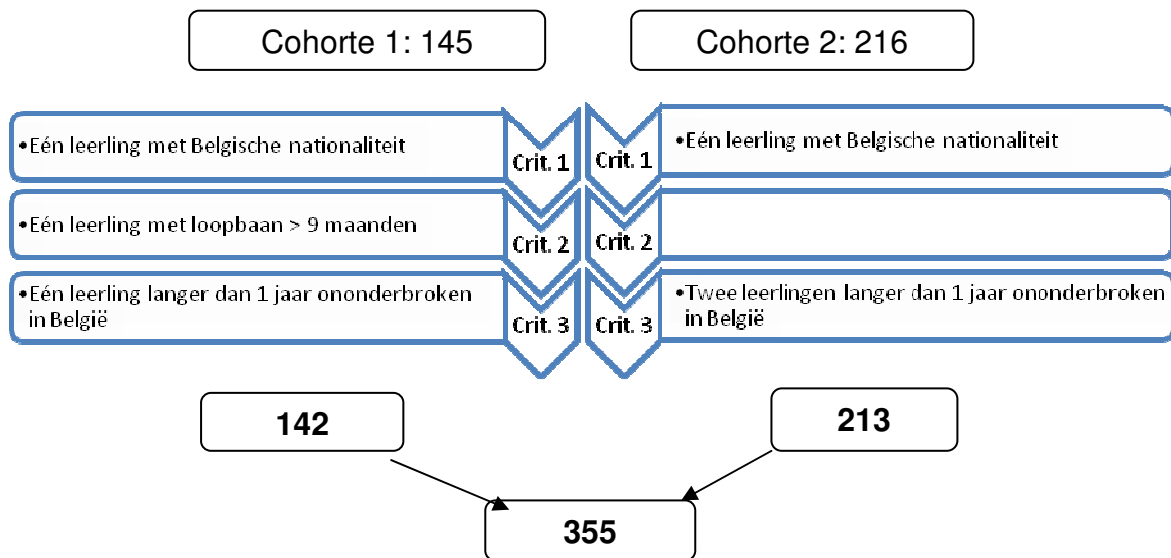 Cohorte 1: 145
Cohorte 2: 216
•Eén leerling met Belgische nationaliteit
Crit. 1
Crit. 1
•Eén leerling met Belgische nationaliteit
•Eén leerling met loopbaan > 9 maanden
Crit. 2
Crit. 2
•Eén leerling langer dan 1 jaar ononderbroken
in België
Crit. 3
Crit. 3
•Twee leerlingen langer dan 1 jaar ononderbroken
in België
142
213
355